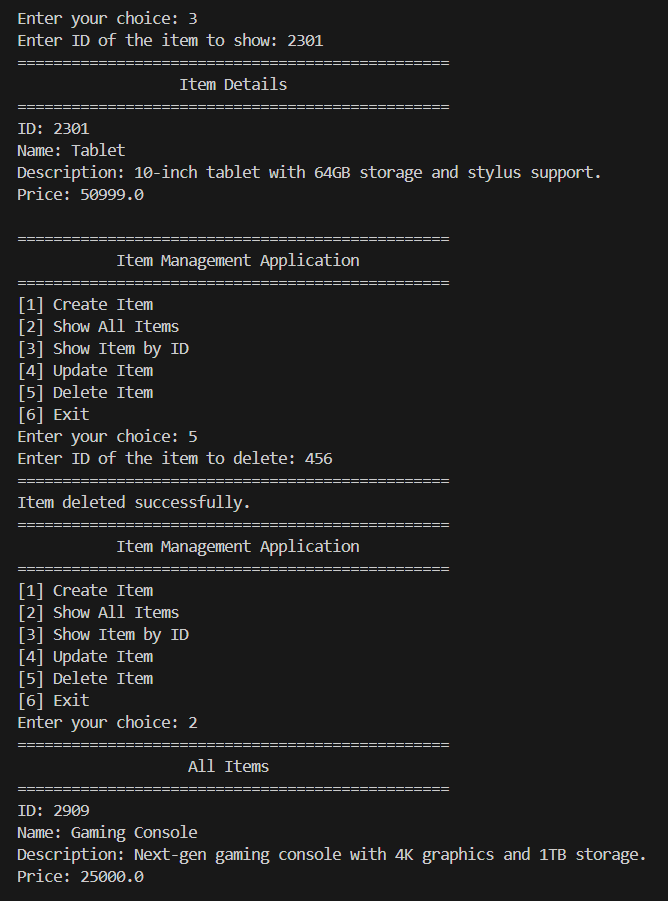 Enter your choice: 3
Enter ID of the item to show: 2301
================================================
Item Details
================================================
ID: 2301
Name: Tablet
Description: 10-inch tablet with 64GB storage and stylus support.
Price: 50999.0
================================================
Item Management Application
================================================
[1] Create Item
[2] Show All Items
[3] Show Item by ID
[4] Update Item
[5] Delete Item
[6] Exit
Enter your choice: 5
Enter ID of the item to delete: 456
================================================
Item deleted successfully.
================================================
Item Management Application
================================================
[1] Create Item
[2] Show All Items
[3] Show Item by ID
[4] Update Item
[5] Delete Item
[6] Exit
Enter your choice: 2
================================================
All Items
================================================
ID: 2909
Name: Gaming Console
Description: Next-gen gaming console with 4K graphics and 1TB storage.
Price: 25000.0